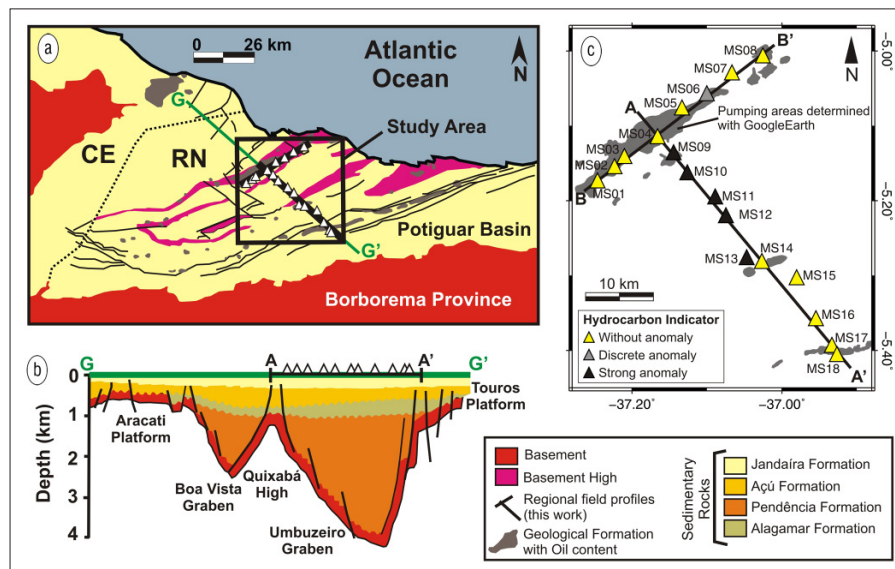 a
0 26 km
Atlantic
Ocean
N
G
Study Area
CE
RN
G'
Potiguar Basin
Borborema Province
b
G
A
A'
G'
0
1
2
3
4
Depth (km)
Aracati
Platform
Boa Vista
Graben
Quixabá
High
Umbuzeiro
Graben
Touros
Platform
c
B'
N
MS08
MS07
MS06
MS05
A
MS04
MS03
MS02
MS01
B
Pumping areas determined
with GoogleEarth
MS09
MS10
MS11
MS12
MS13
MS14
MS15
MS16
MS17
MS18
A'
10 km
Hydrocarbon Indicator
Without anomaly
Discrete anomaly
Strong anomaly
−5.00°
−5.20°
−5.40°
−37.20 −37.00
Basement
Basement High
Regional field profiles
(this work)
Geological Formation
with Oil content
Sedimentary
Rocks
Jandaíra Formation
Açú Formation
Pendência Formation
Alagamar Formation